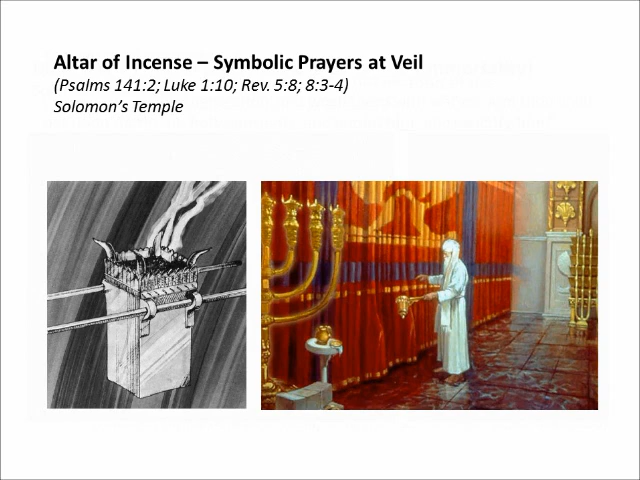 Altar of Incense – Symbolic Prayers at Veil
(Psalms 141:2; Luke 1:10; Rev. 5:8; 8:3-4)
Solomon’s Temple